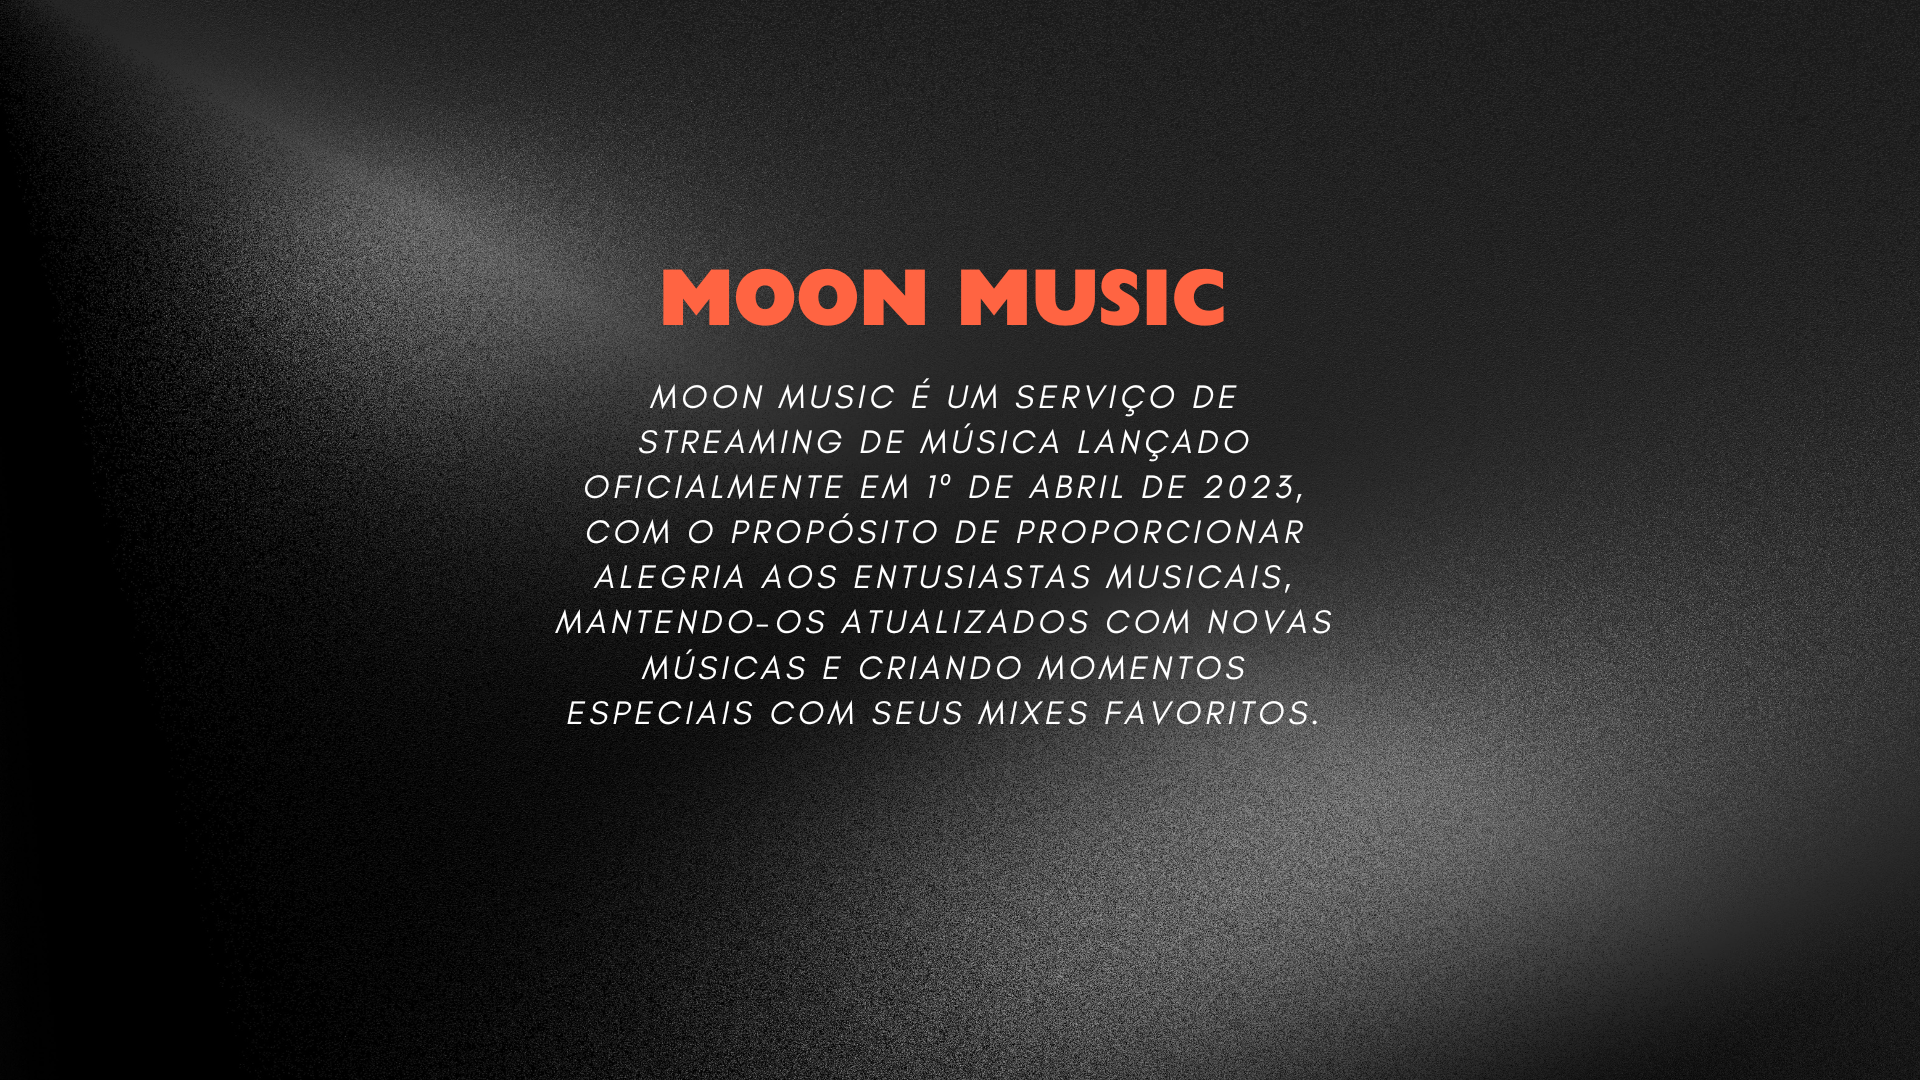 MOON MUSIC
MOON MUSIC É UM SERVIÇO DE
STREAMING DE MÚSICA LANÇADO
OFICIALMENTE EM 1º DE ABRIL DE 2023,
COM O PROPÓSITO DE PROPORCIONAR
ALEGRIA AOS ENTUSIASTAS MUSICAIS,
MANTENDO-OS ATUALIZADOS COM NOVAS
MÚSICAS E CRIANDO MOMENTOS
ESPECIAIS COM SEUS MIXES FAVORITOS.